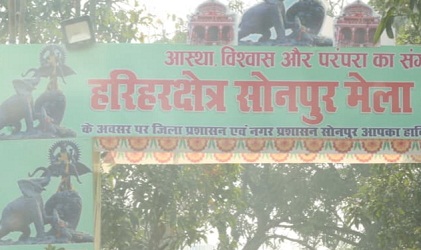 आस्था, विश्वास और परंपरा का
हरिहरक्षेत्र सोनपुर मेला
के अवसर पर जिला प्रशासन एवं नगर प्रशासन सोनपुर आपका